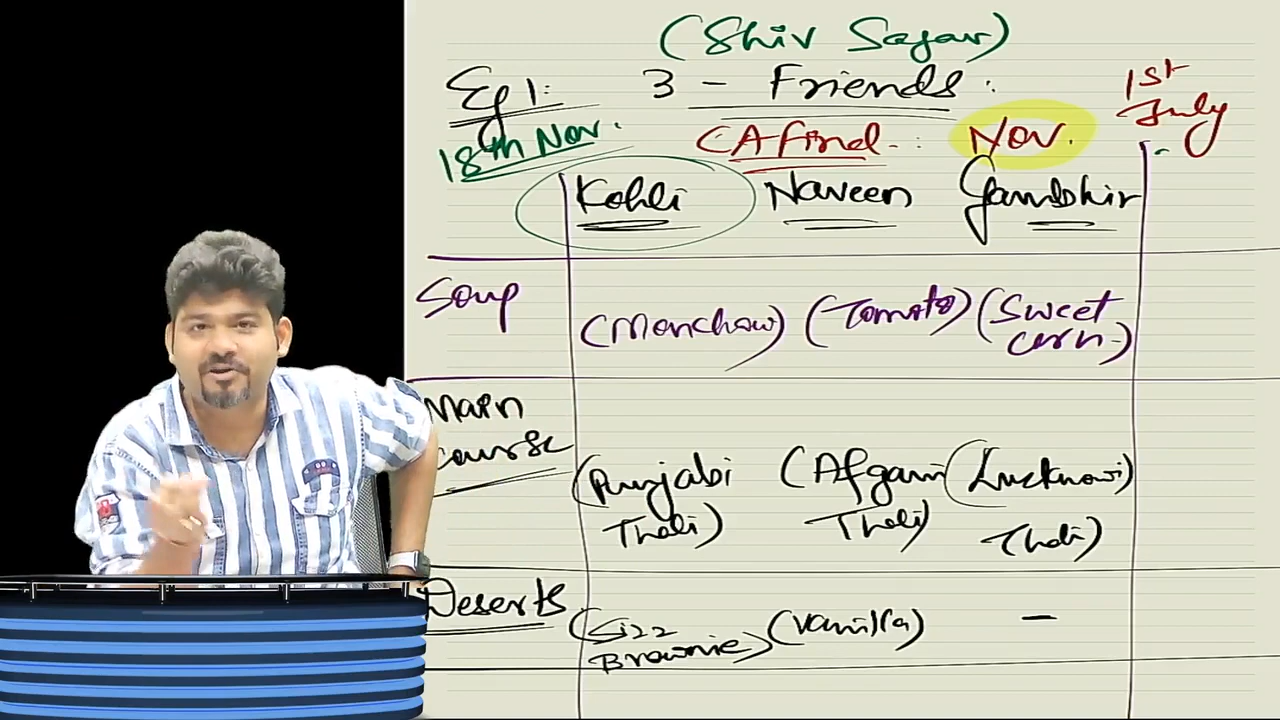 (Shiv Sagar)
Eg 1: 3 - Friends:
1st July
18th Nov. CA Final: Nov.
Kohli Naveen Gambhir
Soup (Manchow) (Tomato) (Sweet corn)
Main course (Punjabi Thali) (Afgani Thali) (Lucknowi Thali)
Deserts (Sizz Brownie) (Vanilla) -